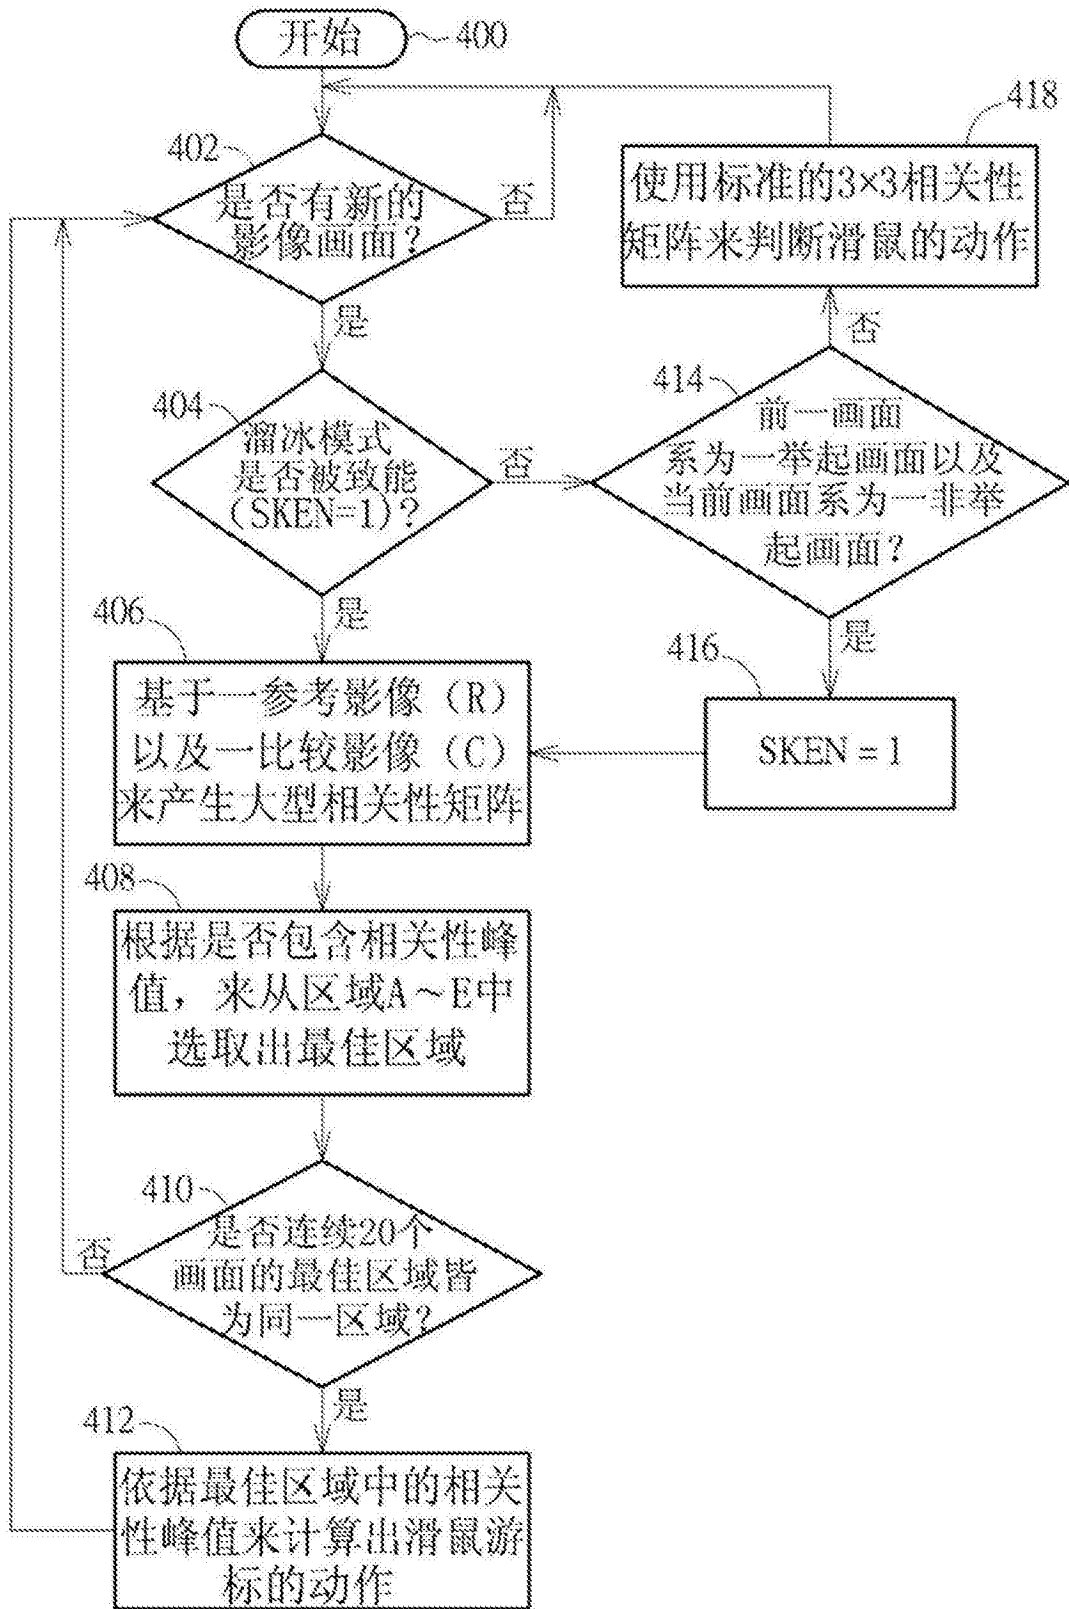 开始
400
402
是否有新的
影像画面?
否
是
418
使用标准的3×3相关性
矩阵来判断滑鼠的动作
否
404
溜冰模式
是否被致能
(SKEN=1)?
否
是
414
前一画面
系为一举起画面以及
当前画面系为一非举
起画面?
是
406
基于一参考影像（R）
以及一比较影像（C）
来产生大型相关性矩阵
416
SKEN = 1
408
根据是否包含相关性峰
值，来从区域A～E中
选取出最佳区域
410
是否连续20个
画面的最佳区域皆
为同一区域?
否
是
412
依据最佳区域中的相关
性峰值来计算出滑鼠游
标的动作